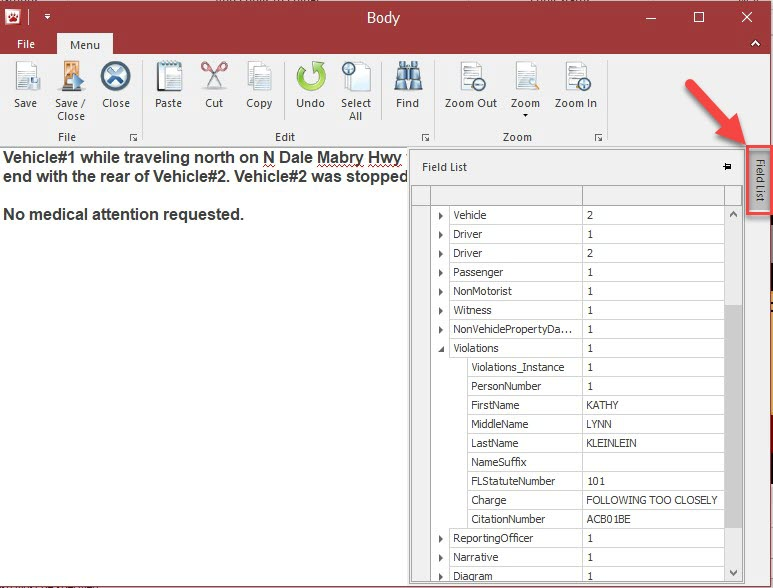 Body
File Menu
Save Save / Close Close Paste Cut Copy Undo Select All Find Zoom Out Zoom Zoom In
File Edit Zoom
Vehicle#1 while traveling north on N Dale Mabry Hwy
end with the rear of Vehicle#2. Vehicle#2 was stopped
No medical attention requested.
Field List
Field List
Vehicle 2
Driver 1
Driver 2
Passenger 1
NonMotorist 1
Witness 1
NonVehiclePropertyDa... 1
Violations 1
Violations_Instance 1
PersonNumber 1
FirstName KATHY
MiddleName LYNN
LastName KLEINLEIN
NameSuffix
FLStatuteNumber 101
Charge FOLLOWING TOO CLOSELY
CitationNumber ACB01BE
ReportingOfficer 1
Narrative 1
Diagram 1